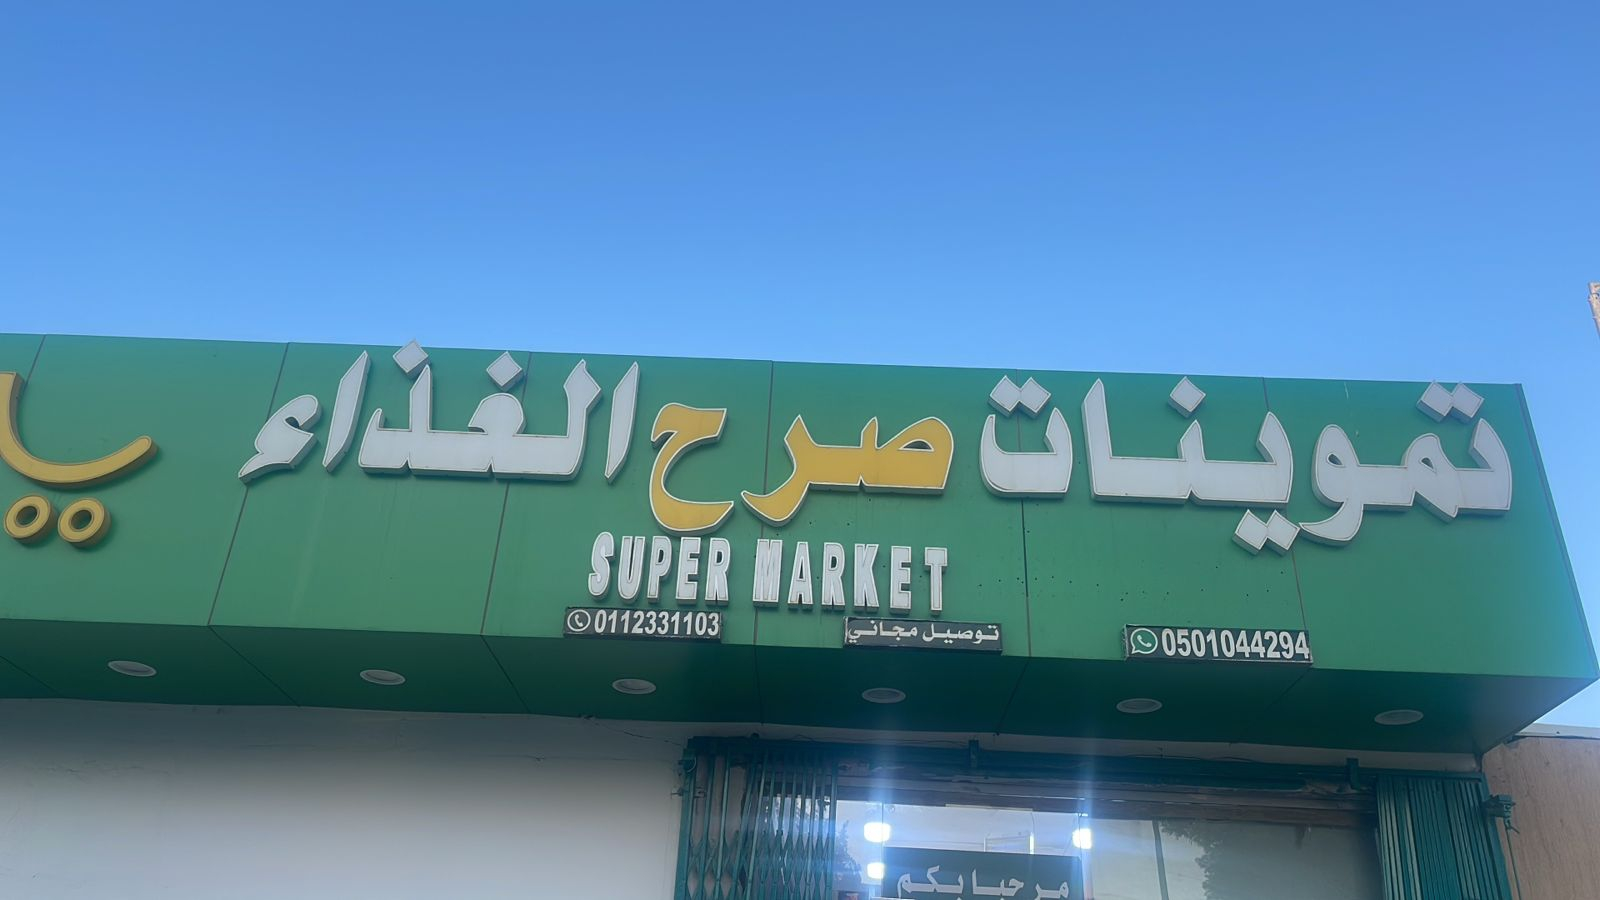 تموينات صرح الغذاء
SUPER MARKET
0112331103
توصيل مجاني
0501044294
مرحبا بكم